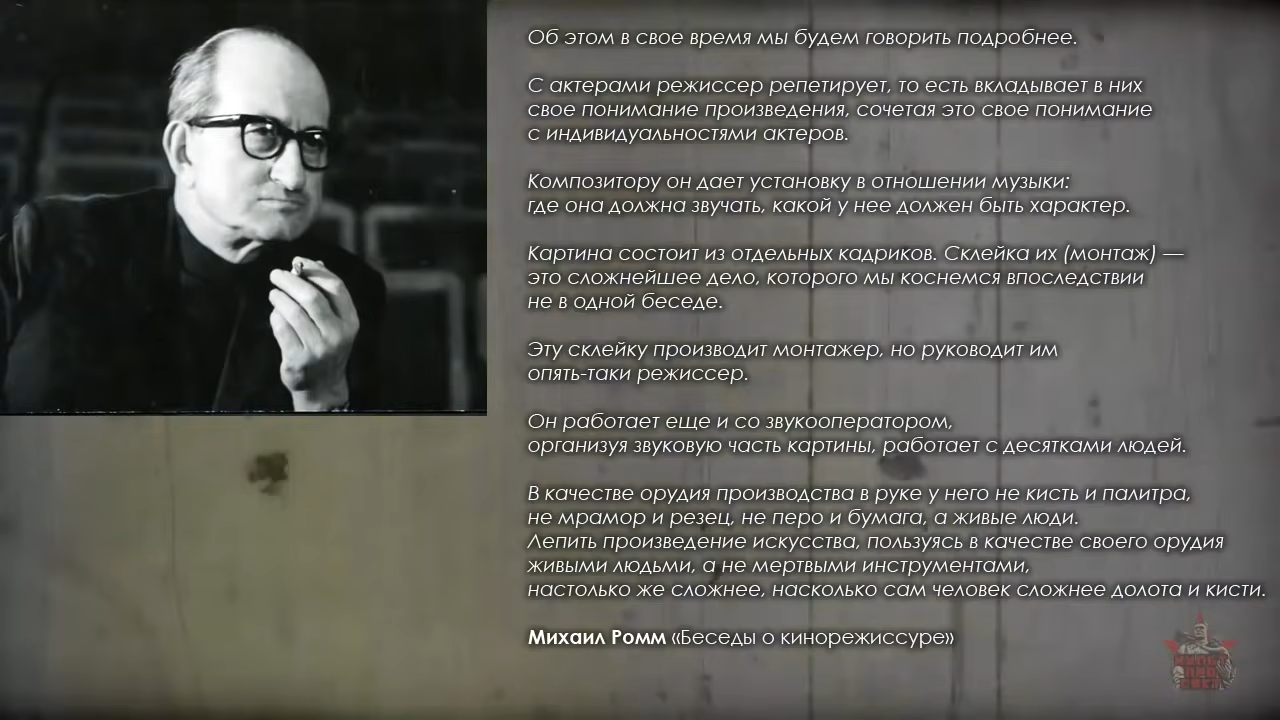 Об этом в свое время мы будем говорить подробнее.
С актерами режиссер репетирует, то есть вкладывает в них
свое понимание произведения, сочетая это свое понимание
с индивидуальностями актеров.
Композитору он дает установку в отношении музыки:
где она должна звучать, какой у нее должен быть характер.
Картина состоит из отдельных кадриков. Склейка их (монтаж) —
это сложнейшее дело, которого мы коснемся впоследствии
не в одной беседе.
Эту склейку производит монтажер, но руководит им
опять-таки режиссер.
Он работает еще и со звукооператором,
организуя звуковую часть картины, работает с десятками людей.
В качестве орудия производства в руке у него не кисть и палитра,
не мрамор и резец, не перо и бумага, а живые люди.
Лепить произведение искусства, пользуясь в качестве своего орудия
живыми людьми, а не мертвыми инструментами,
настолько же сложнее, насколько сам человек сложнее долота и кисти.
Михаил Ромм «Беседы о кинорежиссуре»